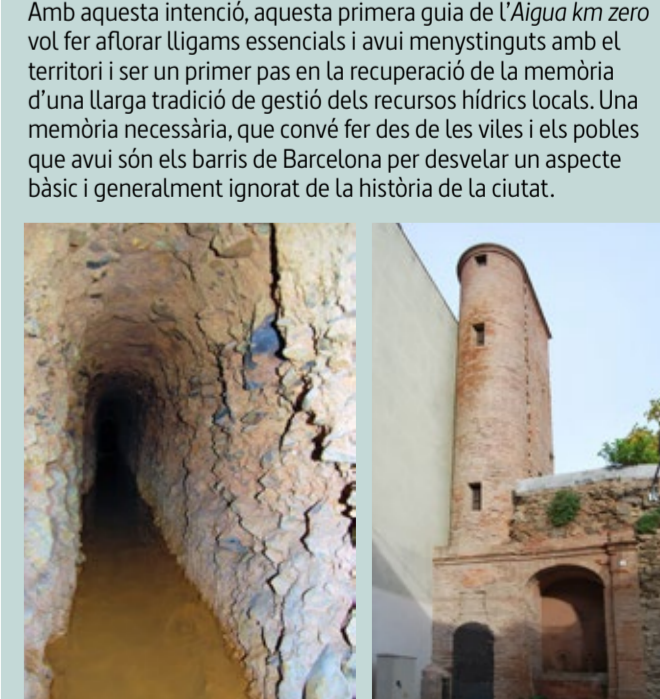 Amb aquesta intenció, aquesta primera guia de l’Aigua km zero
vol fer aflorar lligams essencials i avui menystinguts amb el
territori i ser un primer pas en la recuperació de la memòria
d’una llarga tradició de gestió dels recursos hídrics locals. Una
memòria necessària, que convé fer des de les viles i els pobles
que avui són els barris de Barcelona per desvelar un aspecte
bàsic i generalment ignorat de la història de la ciutat.